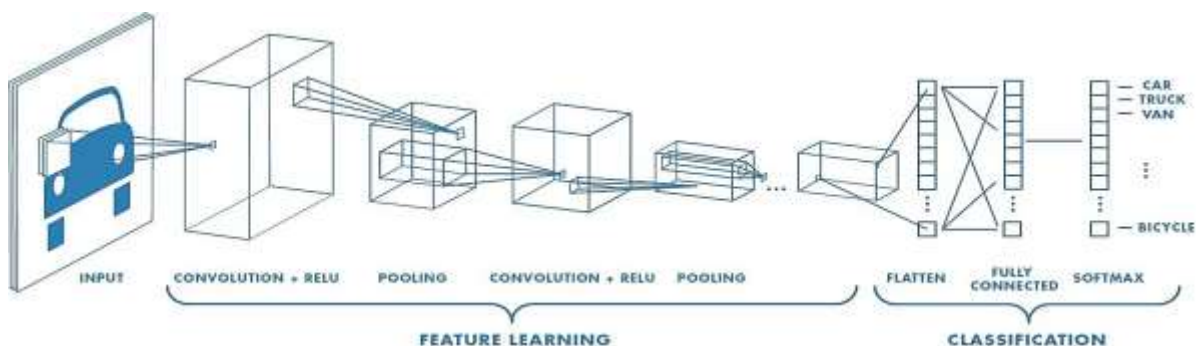 CAR
TRUCK
VAN
BICYCLE
INPUT
CONVOLUTION + RELU
POOLING
CONVOLUTION + RELU
POOLING
FLATTEN
FULLY
CONNECTED
SOFTMAX
FEATURE LEARNING
CLASSIFICATION